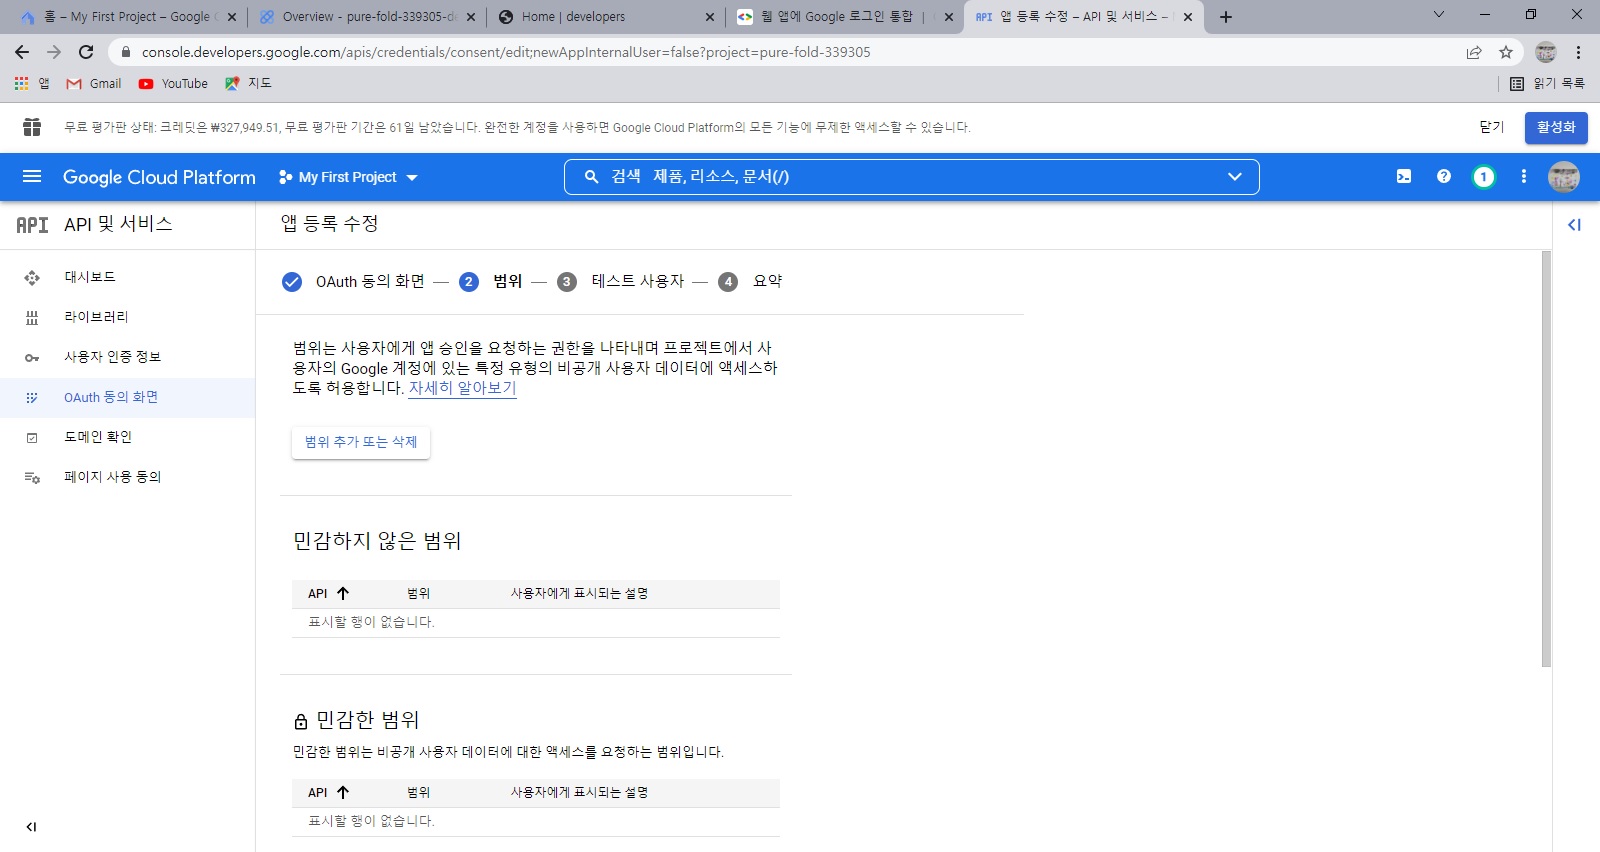 홈 – My First Project – Google C
Overview - pure-fold-339305-de
Home | developers
웹 앱에 Google 로그인 통합 |
API 앱 등록 수정 – API 및 서비스 –
console.developers.google.com/apis/credentials/consent/edit;newAppInternalUser=false?project=pure-fold-339305
앱 Gmail YouTube 지도 읽기 목록
무료 평가판 상태: 크레딧은 ₩327,949.51, 무료 평가판 기간은 61일 남았습니다. 완전한 계정을 사용하면 Google Cloud Platform의 모든 기능에 무제한 액세스할 수 있습니다. 닫기 활성화
Google Cloud Platform My First Project 검색 제품, 리소스, 문서(/) 1
API API 및 서비스
대시보드
라이브러리
사용자 인증 정보
OAuth 동의 화면
도메인 확인
페이지 사용 동의
앱 등록 수정
OAuth 동의 화면 — 2 범위 — 3 테스트 사용자 — 4 요약
범위는 사용자에게 앱 승인을 요청하는 권한을 나타내며 프로젝트에서 사
용자의 Google 계정에 있는 특정 유형의 비공개 사용자 데이터에 액세스하
도록 허용합니다. 자세히 알아보기
범위 추가 또는 삭제
민감하지 않은 범위
API 범위 사용자에게 표시되는 설명
표시할 행이 없습니다.
민감한 범위
민감한 범위는 비공개 사용자 데이터에 대한 액세스를 요청하는 범위입니다.
API 범위 사용자에게 표시되는 설명
표시할 행이 없습니다.